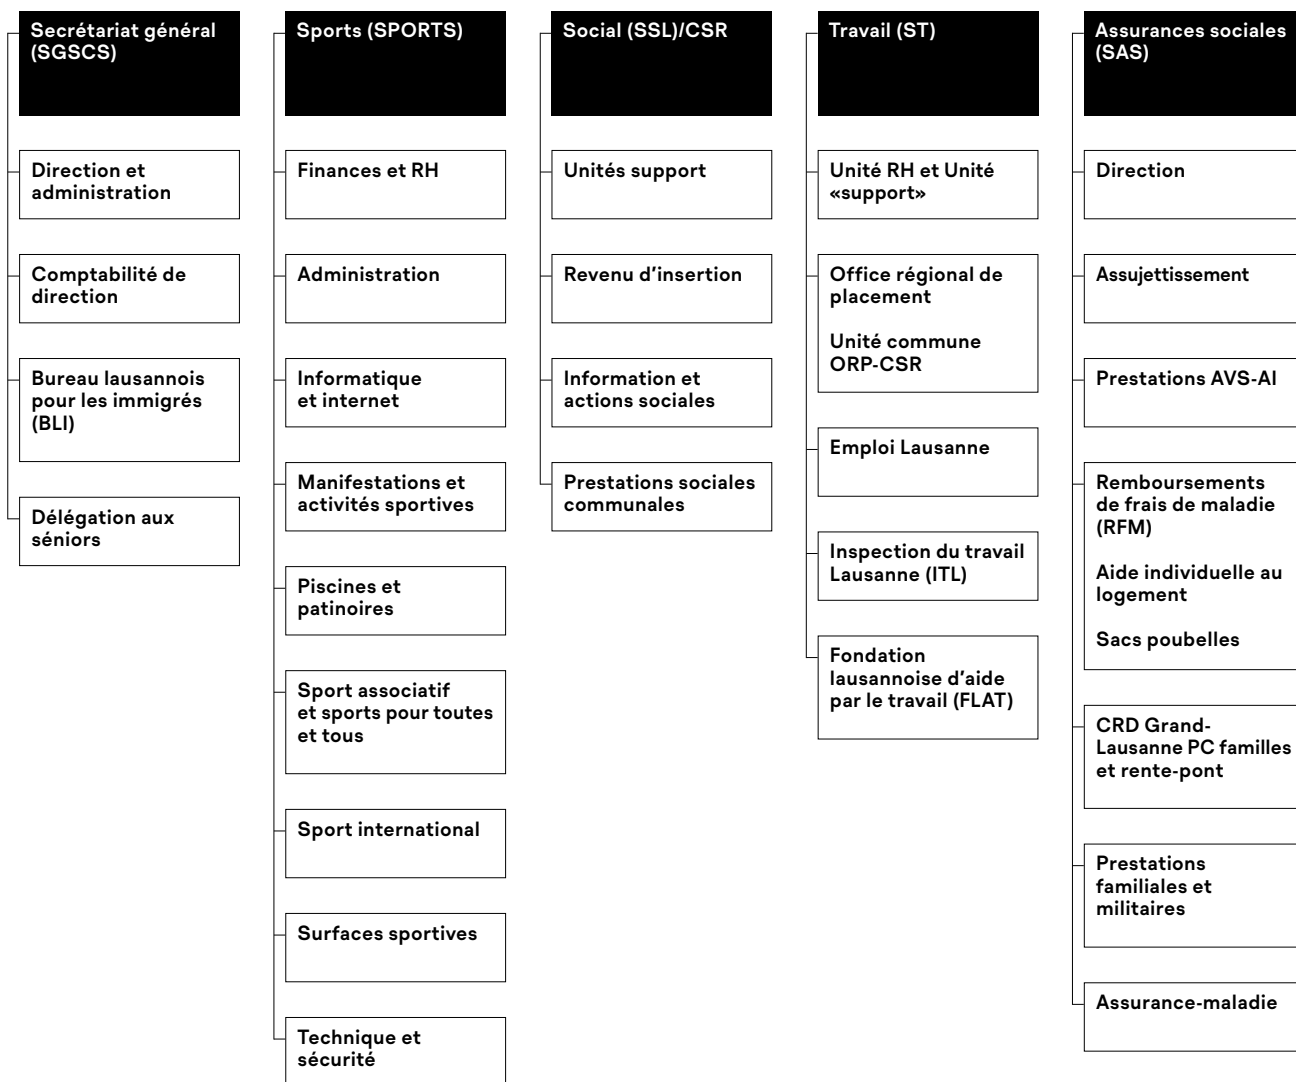 Secrétariat général
(SGSCS)
Direction et
administration
Comptabilité de
direction
Bureau lausannois
pour les immigrés
(BLI)
Délégation aux
séniors
Sports (SPORTS)
Finances et RH
Administration
Informatique
et internet
Manifestations et
activités sportives
Piscines et
patinoires
Sport associatif
et sports pour toutes
et tous
Sport international
Surfaces sportives
Technique et
sécurité
Social (SSL)/CSR
Unités support
Revenu d’insertion
Information et
actions sociales
Prestations sociales
communales
Travail (ST)
Unité RH et Unité
«support»
Office régional de
placement
Unité commune
ORP-CSR
Emploi Lausanne
Inspection du travail
Lausanne (ITL)
Fondation
lausannoise d’aide
par le travail (FLAT)
Assurances sociales
(SAS)
Direction
Assujettissement
Prestations AVS-AI
Remboursements
de frais de maladie
(RFM)
Aide individuelle au
logement
Sacs poubelles
CRD Grand-
Lausanne PC familles
et rente-pont
Prestations
familiales et
militaires
Assurance-maladie